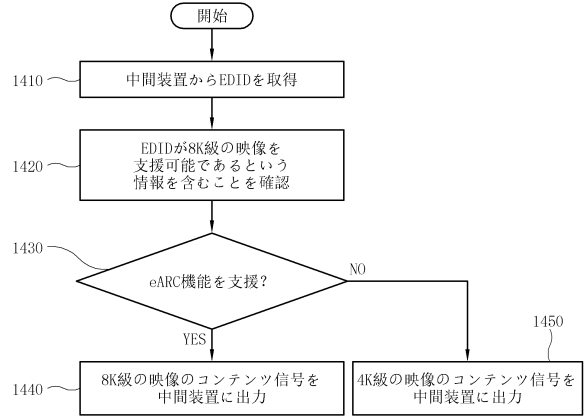 開始
1410
中間装置からEDIDを取得
1420
EDIDが8K級の映像を
支援可能であるという
情報を含むことを確認
1430
eARC機能を支援?
NO
YES
1440
8K級の映像のコンテンツ信号を
中間装置に出力
1450
4K級の映像のコンテンツ信号を
中間装置に出力